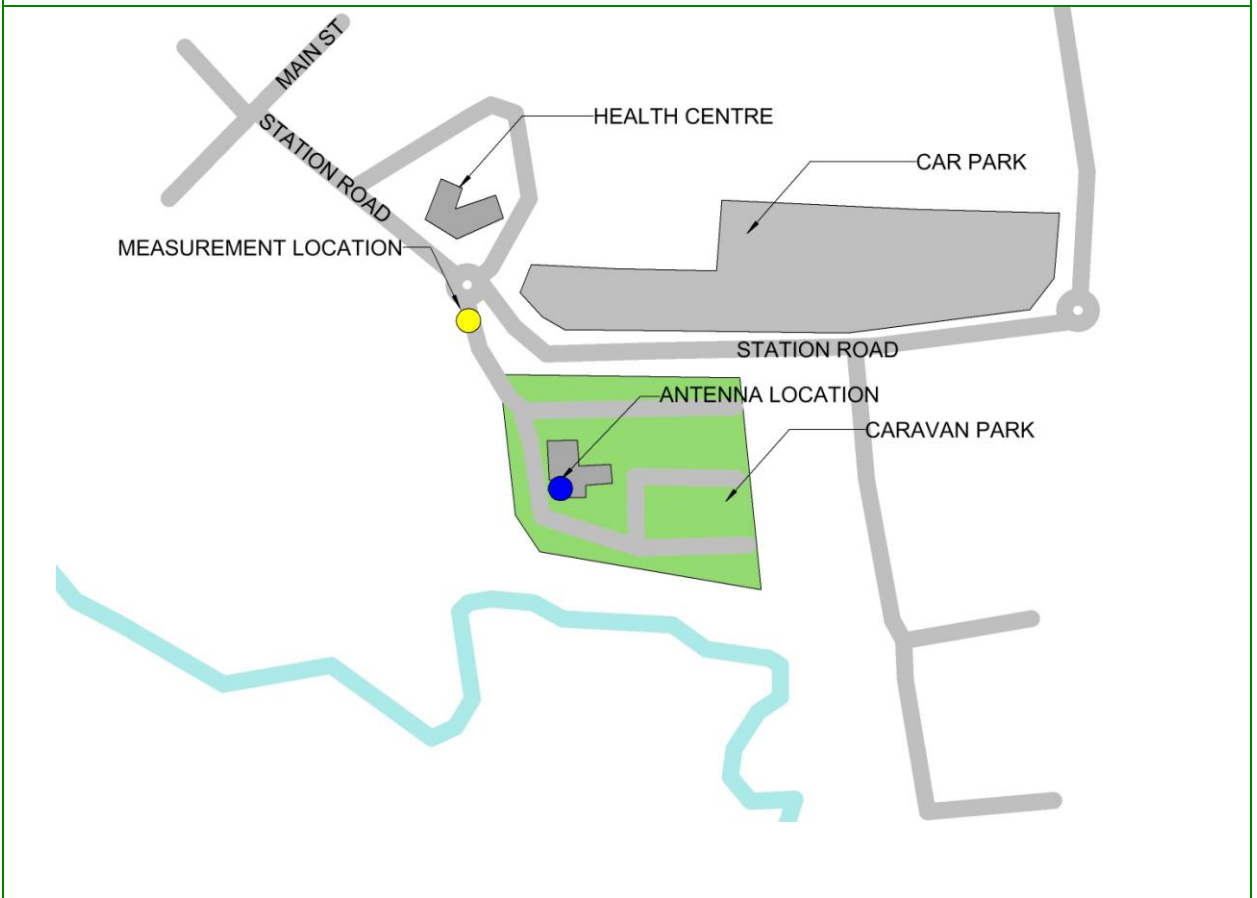 MAIN ST
HEALTH CENTRE
STATION ROAD
CAR PARK
MEASUREMENT LOCATION
STATION ROAD
ANTENNA LOCATION
CARAVAN PARK